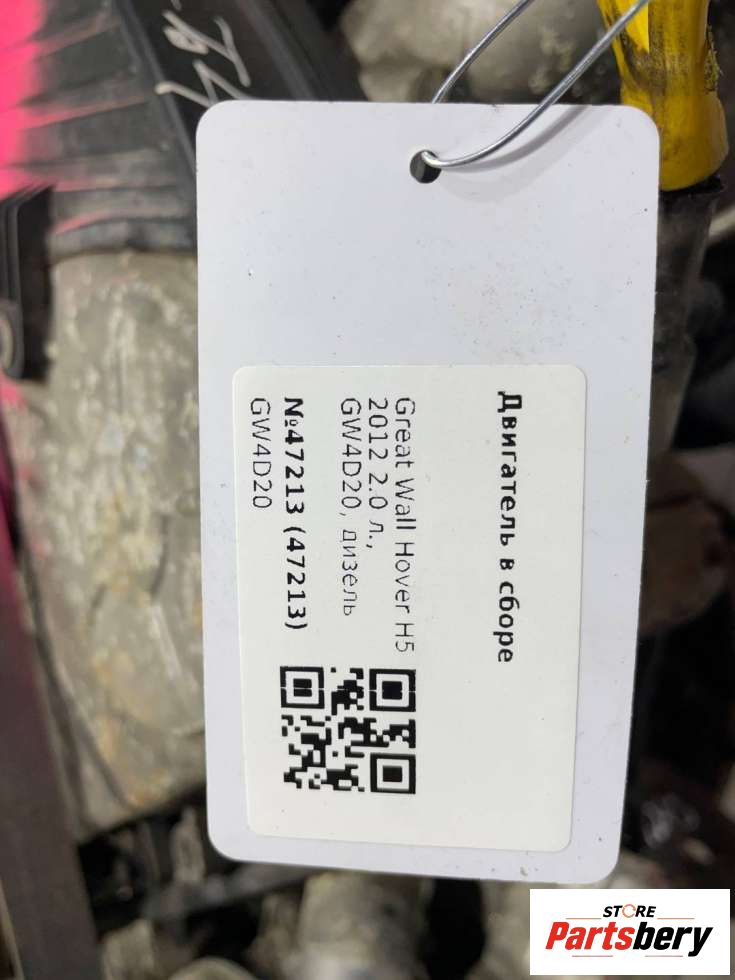 Двигатель в сборе
Great Wall Hover H5
2012 2.0 л.,
GW4D20, дизель
№47213 (47213)
GW4D20
STORE
Partsbery